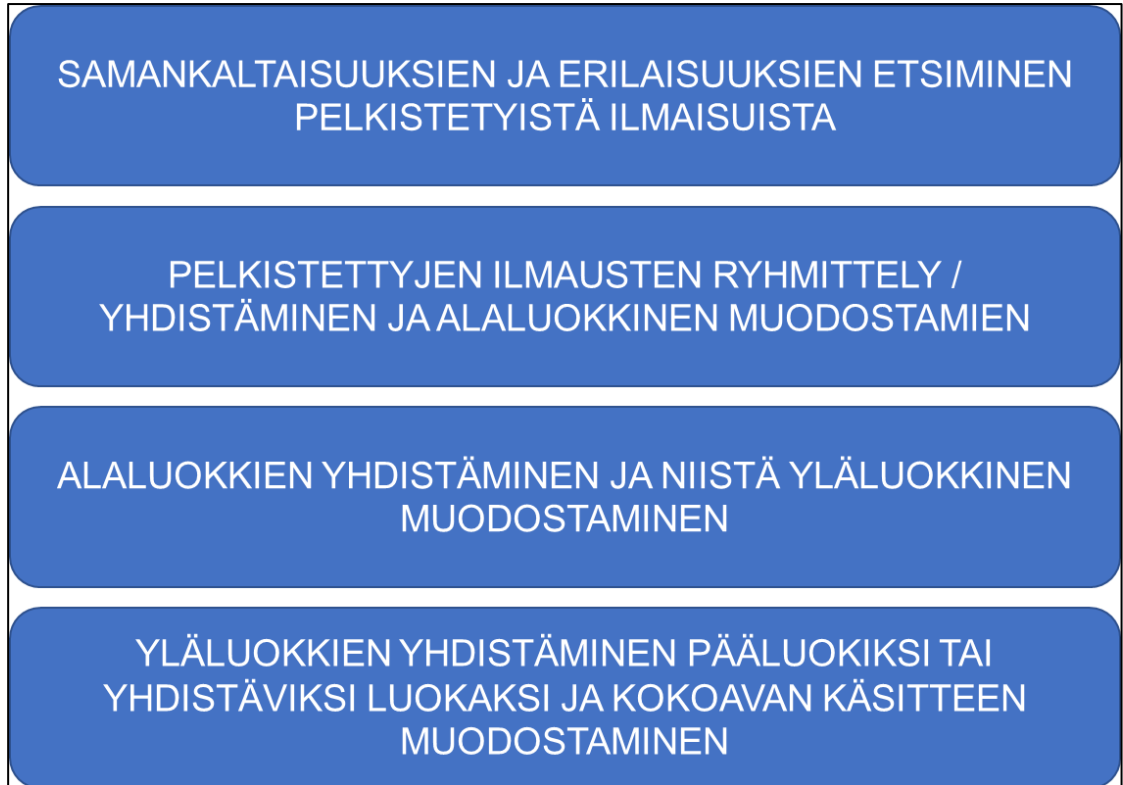 SAMANKALTAISUUKSIEN JA ERILAISUUKSIEN ETSIMINEN
PELKISTETYISTÄ ILMAISUISTA
PELKISTETTYJEN ILMAUSTEN RYHMITTELY /
YHDISTÄMINEN JA ALALUOKKINEN MUODOSTAMIEN
ALALUOKKIEN YHDISTÄMINEN JA NIISTÄ YLÄLUOKKINEN
MUODOSTAMINEN
YLÄLUOKKIEN YHDISTÄMINEN PÄÄLUOKIKSI TAI
YHDISTÄVIKSI LUOKAKSI JA KOKOAVAN KÄSITTEEN
MUODOSTAMINEN